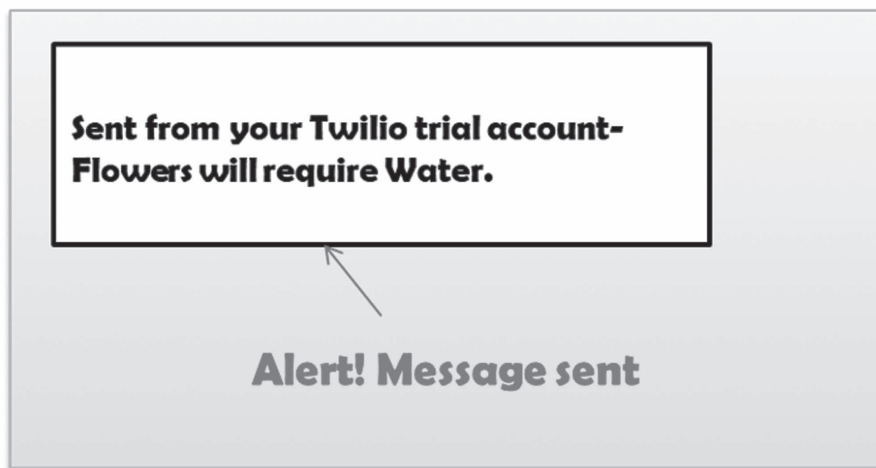 Sent from your Twilio trial account-
Flowers will require Water.
Alert! Message sent